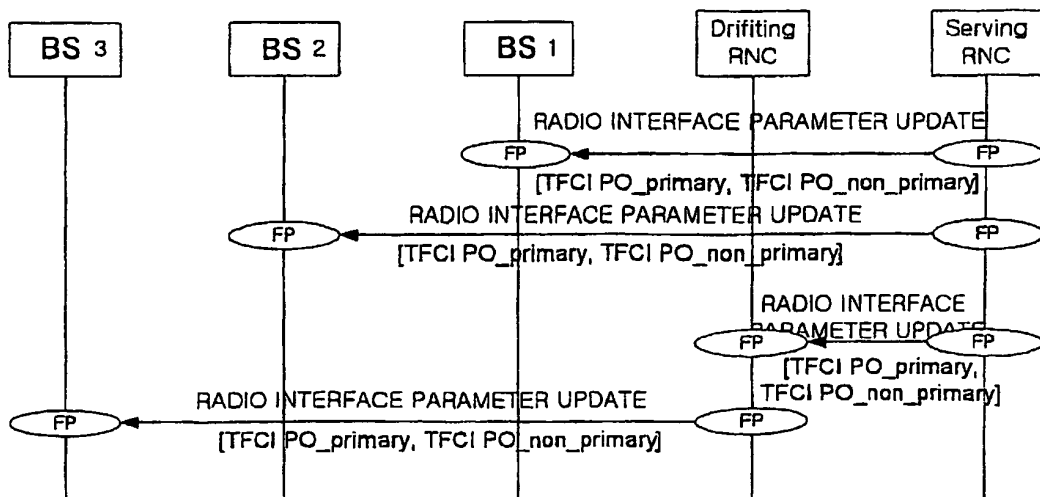 BS 3
BS 2
BS 1
Drifiting
RNC
Serving
RNC
RADIO INTERFACE PARAMETER UPDATE
FP
FP
[TFCI PO_primary, TFCI PO_non_primary]
RADIO INTERFACE PARAMETER UPDATE
FP
FP
[TFCI PO_primary, TFCI PO_non_primary]
RADIO INTERFACE
PARAMETER UPDATE
FP
FP
[TFCI PO_primary,
TFCI PO_non_primary]
RADIO INTERFACE PARAMETER UPDATE
FP
FP
[TFCI PO_primary, TFCI PO_non_primary]